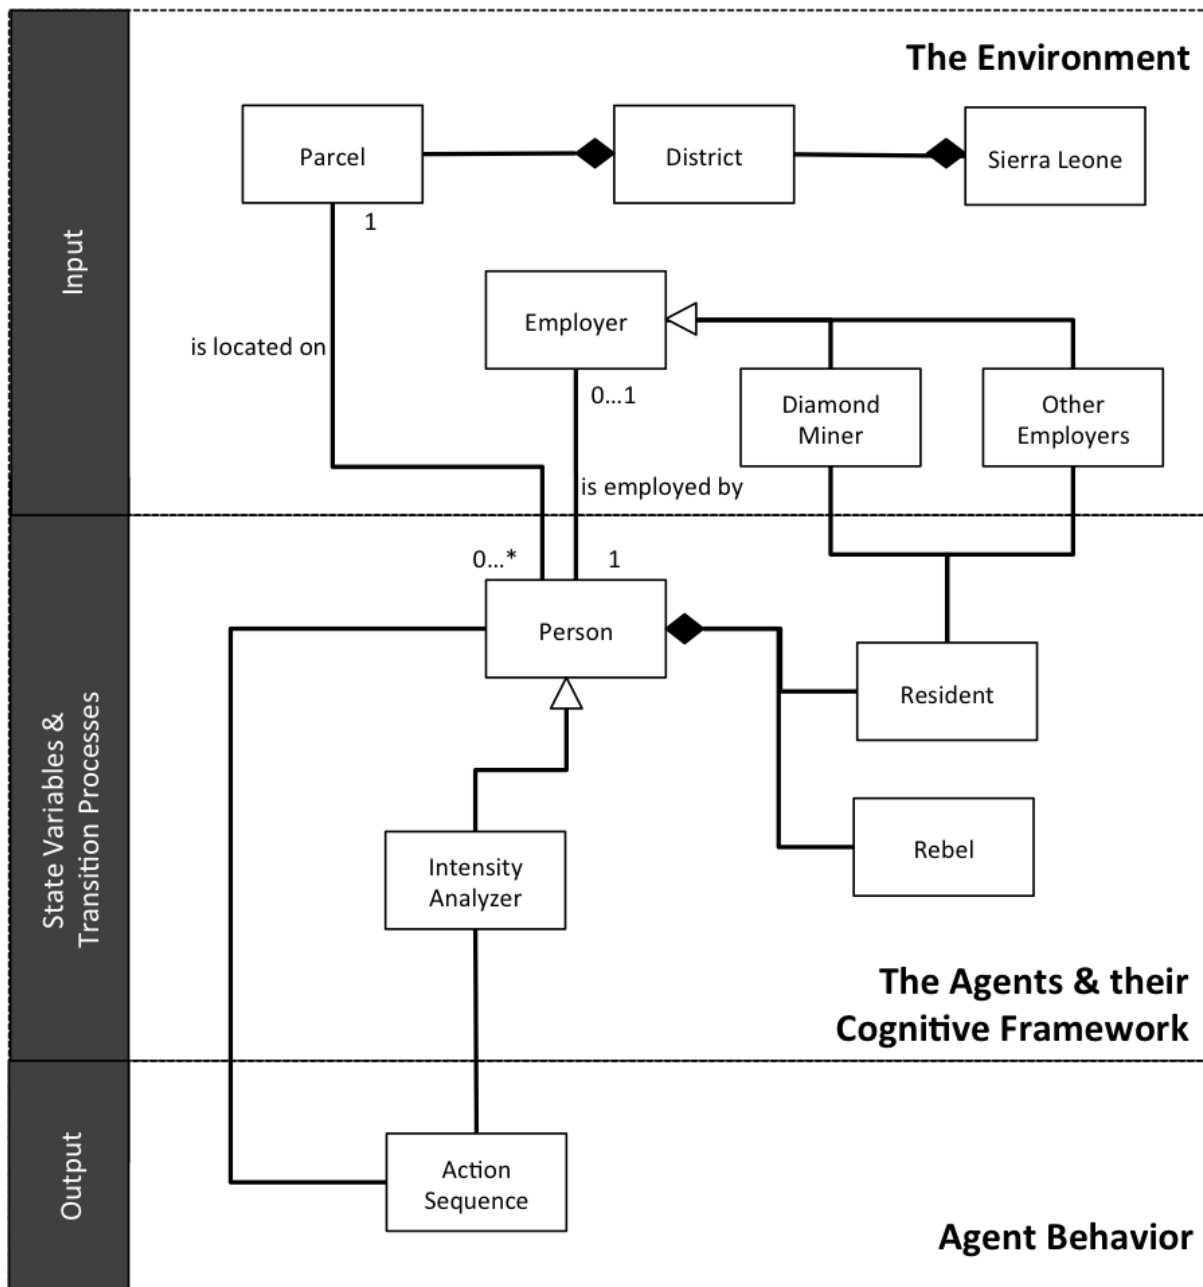 The Environment
Input
Parcel
District
Sierra Leone
1
Employer
is located on
0...1
Diamond
Miner
Other
Employers
is employed by
State Variables &
Transition Processes
0...*
1
Person
Resident
Intensity
Analyzer
Rebel
The Agents & their
Cognitive Framework
Output
Action
Sequence
Agent Behavior